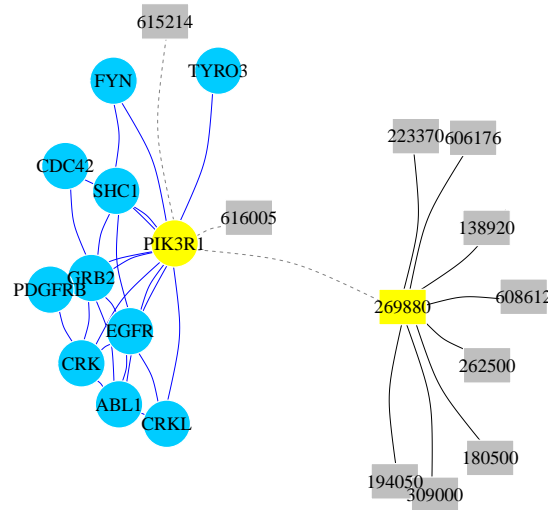 615214
FYN
TYRO3
223370
606176
CDC42
SHC1
616005
138920
PIK3R1
GRB2
PDGFRB
608612
269880
EGFR
CRK
262500
ABL1
CRKL
180500
194050
309000